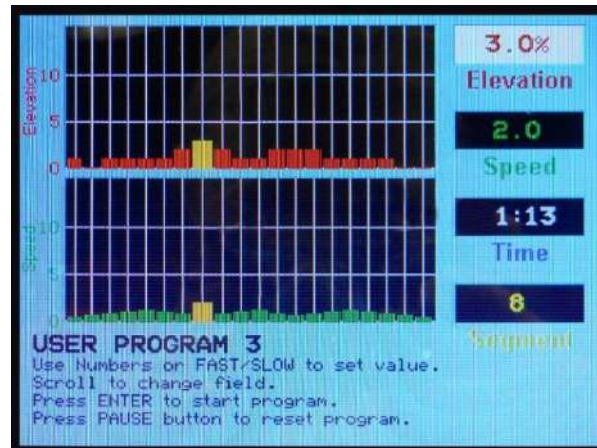 3.0%
Elevation
10
5
0
Elevation
2.0
Speed
1:13
Time
8
Segment
10
5
0
Speed
USER PROGRAM 3
Use Numbers or FAST/SLOW to set value.
Scroll to change field.
Press ENTER to start program.
Press PAUSE button to reset program.